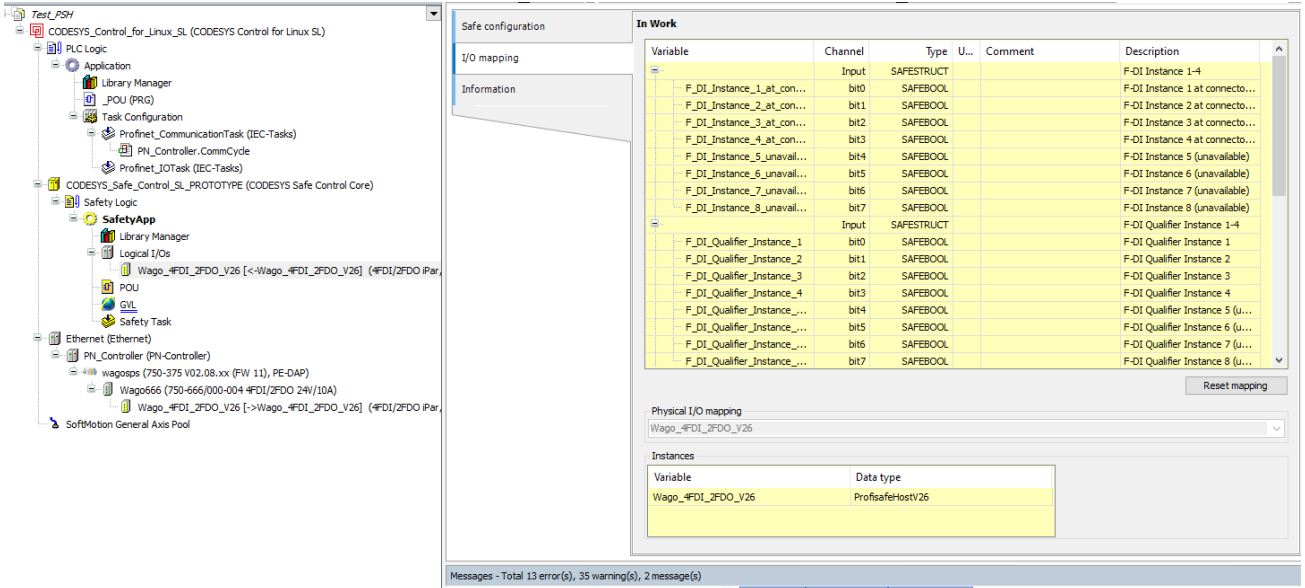 Test_PSH
CODESYS_Control_for_Linux_SL (CODESYS Control for Linux SL)
PLC Logic
Application
Library Manager
_POU (PRG)
Task Configuration
Profinet_CommunicationTask (IEC-Tasks)
PN_Controller.CommCycle
Profinet_IOTask (IEC-Tasks)
CODESYS_Safe_Control_SL_PROTOTYPE (CODESYS Safe Control Core)
Safety Logic
SafetyApp
Library Manager
Logical I/Os
Wago_4FDI_2FDO_V26 [<-Wago_4FDI_2FDO_V26] (4FDI/2FDO iPar,
POU
GVL
Safety Task
Ethernet (Ethernet)
PN_Controller (PN-Controller)
wagosps (750-375 V02.08.xx (FW 11), PE-DAP)
Wago666 (750-666/000-004 4FDI/2FDO 24V/10A)
Wago_4FDI_2FDO_V26 [->Wago_4FDI_2FDO_V26] (4FDI/2FDO iPar,
SoftMotion General Axis Pool
Safe configuration
I/O mapping
Information
In Work
Variable Channel Type U... Comment Description
Input SAFESTRUCT F-DI Instance 1-4
F_DI_Instance_1_at_con... bit0 SAFEBOOL F-DI Instance 1 at connecto...
F_DI_Instance_2_at_con... bit1 SAFEBOOL F-DI Instance 2 at connecto...
F_DI_Instance_3_at_con... bit2 SAFEBOOL F-DI Instance 3 at connecto...
F_DI_Instance_4_at_con... bit3 SAFEBOOL F-DI Instance 4 at connecto...
F_DI_Instance_5_unavail... bit4 SAFEBOOL F-DI Instance 5 (unavailable)
F_DI_Instance_6_unavail... bit5 SAFEBOOL F-DI Instance 6 (unavailable)
F_DI_Instance_7_unavail... bit6 SAFEBOOL F-DI Instance 7 (unavailable)
F_DI_Instance_8_unavail... bit7 SAFEBOOL F-DI Instance 8 (unavailable)
Input SAFESTRUCT F-DI Qualifier Instance 1-4
F_DI_Qualifier_Instance_1 bit0 SAFEBOOL F-DI Qualifier Instance 1
F_DI_Qualifier_Instance_2 bit1 SAFEBOOL F-DI Qualifier Instance 2
F_DI_Qualifier_Instance_3 bit2 SAFEBOOL F-DI Qualifier Instance 3
F_DI_Qualifier_Instance_4 bit3 SAFEBOOL F-DI Qualifier Instance 4
F_DI_Qualifier_Instance_... bit4 SAFEBOOL F-DI Qualifier Instance 5 (u...
F_DI_Qualifier_Instance_... bit5 SAFEBOOL F-DI Qualifier Instance 6 (u...
F_DI_Qualifier_Instance_... bit6 SAFEBOOL F-DI Qualifier Instance 7 (u...
F_DI_Qualifier_Instance_... bit7 SAFEBOOL F-DI Qualifier Instance 8 (u...
Reset mapping
Physical I/O mapping
Wago_4FDI_2FDO_V26
Instances
Variable Data type
Wago_4FDI_2FDO_V26 ProfisafeHostV26
Messages - Total 13 error(s), 35 warning(s), 2 message(s)